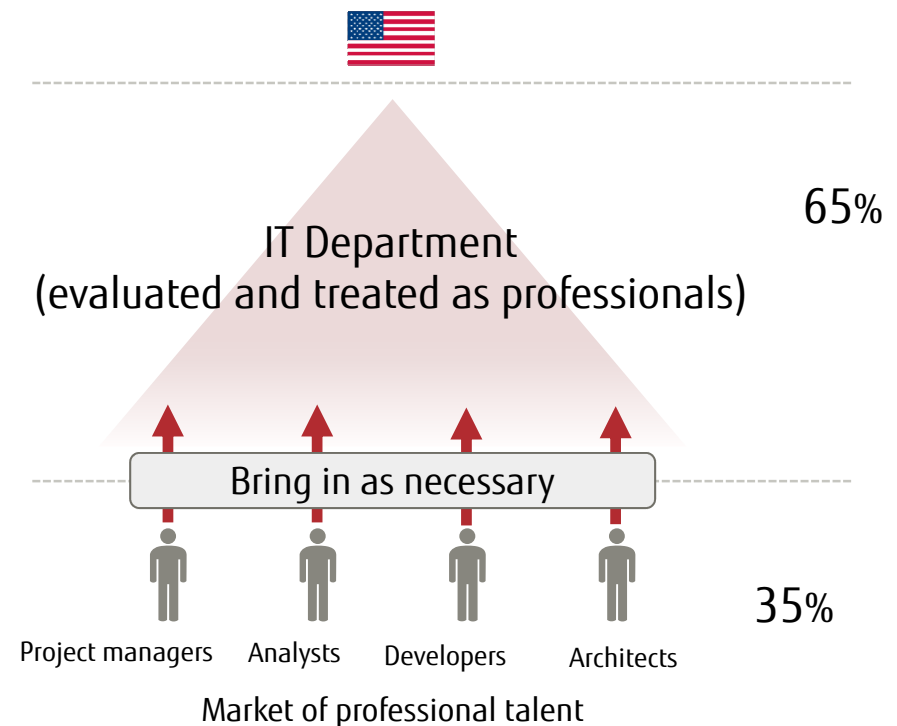 65%
IT Department
(evaluated and treated as professionals)
Bring in as necessary
35%
Project managers Analysts Developers Architects
Market of professional talent